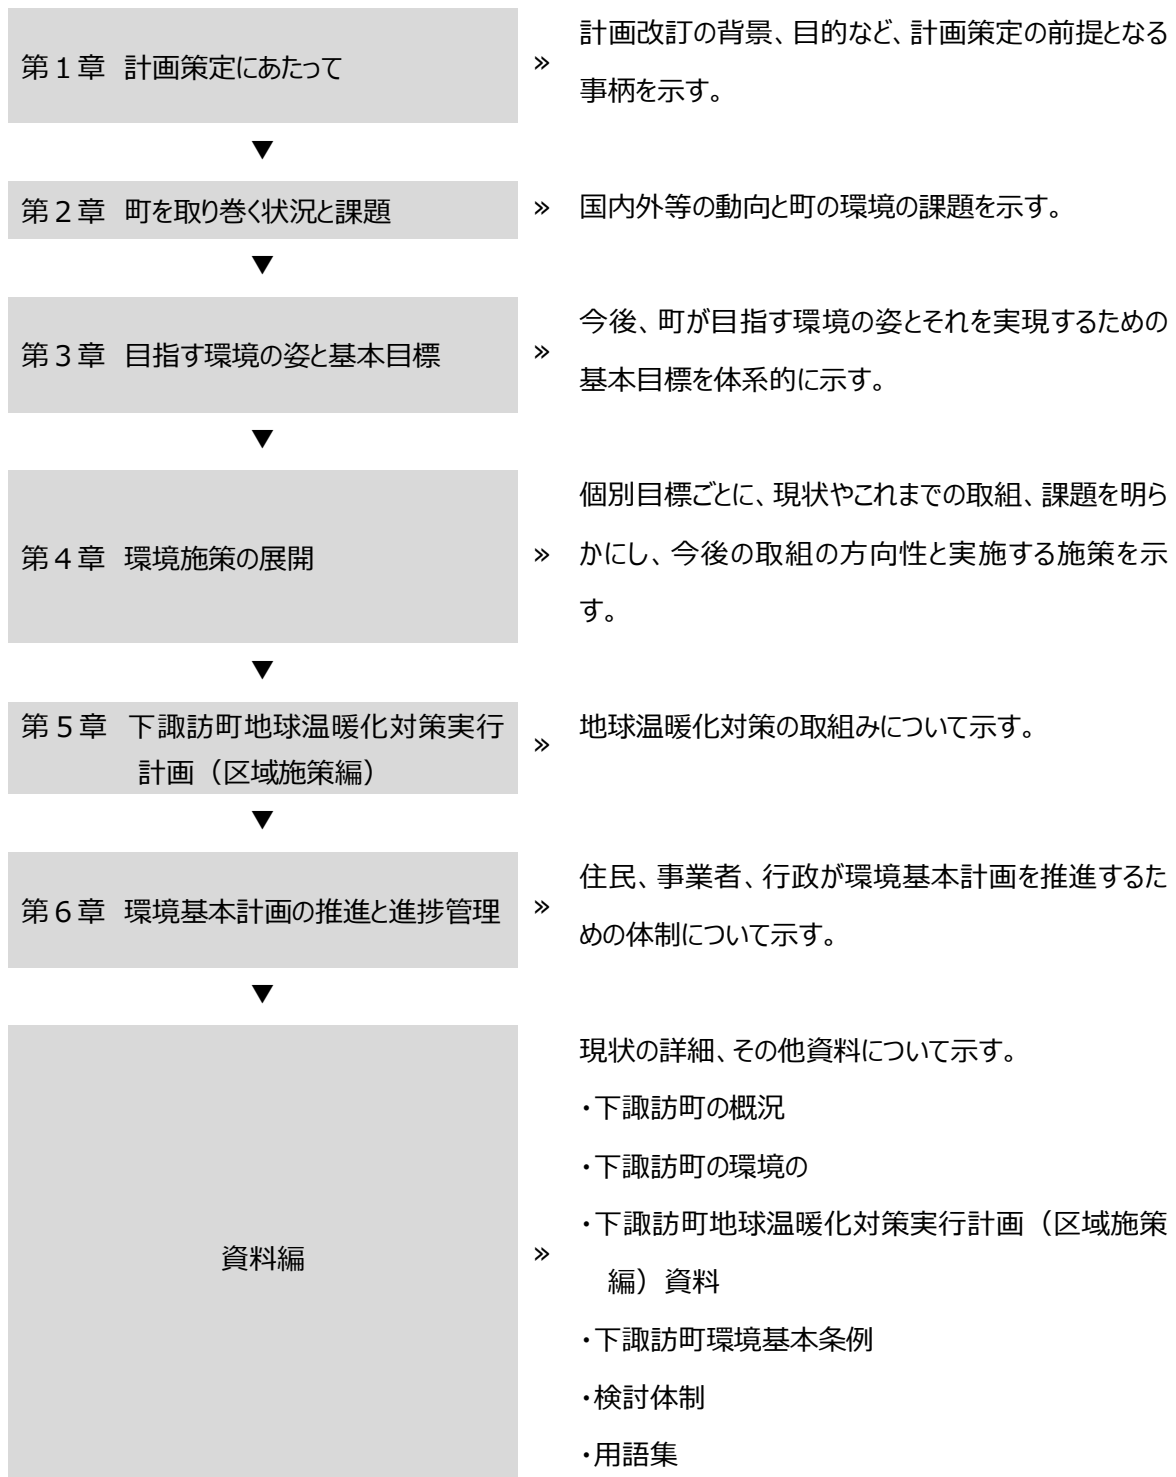 第1章 計画策定にあたって
»
計画改訂の背景、目的など、計画策定の前提となる
事柄を示す。
▼
第2章 町を取り巻く状況と課題
»
国内外等の動向と町の環境の課題を示す。
▼
第3章 目指す環境の姿と基本目標
»
今後、町が目指す環境の姿とそれを実現するための
基本目標を体系的に示す。
▼
第4章 環境施策の展開
»
個別目標ごとに、現状やこれまでの取組、課題を明ら
かにし、今後の取組の方向性と実施する施策を示
す。
▼
第5章 下諏訪町地球温暖化対策実行
計画（区域施策編）
»
地球温暖化対策の取組みについて示す。
▼
第6章 環境基本計画の推進と進捗管理
»
住民、事業者、行政が環境基本計画を推進するた
めの体制について示す。
▼
資料編
»
現状の詳細、その他資料について示す。
・下諏訪町の概況
・下諏訪町の環境の
・下諏訪町地球温暖化対策実行計画（区域施策
編）資料
・下諏訪町環境基本条例
・検討体制
・用語集